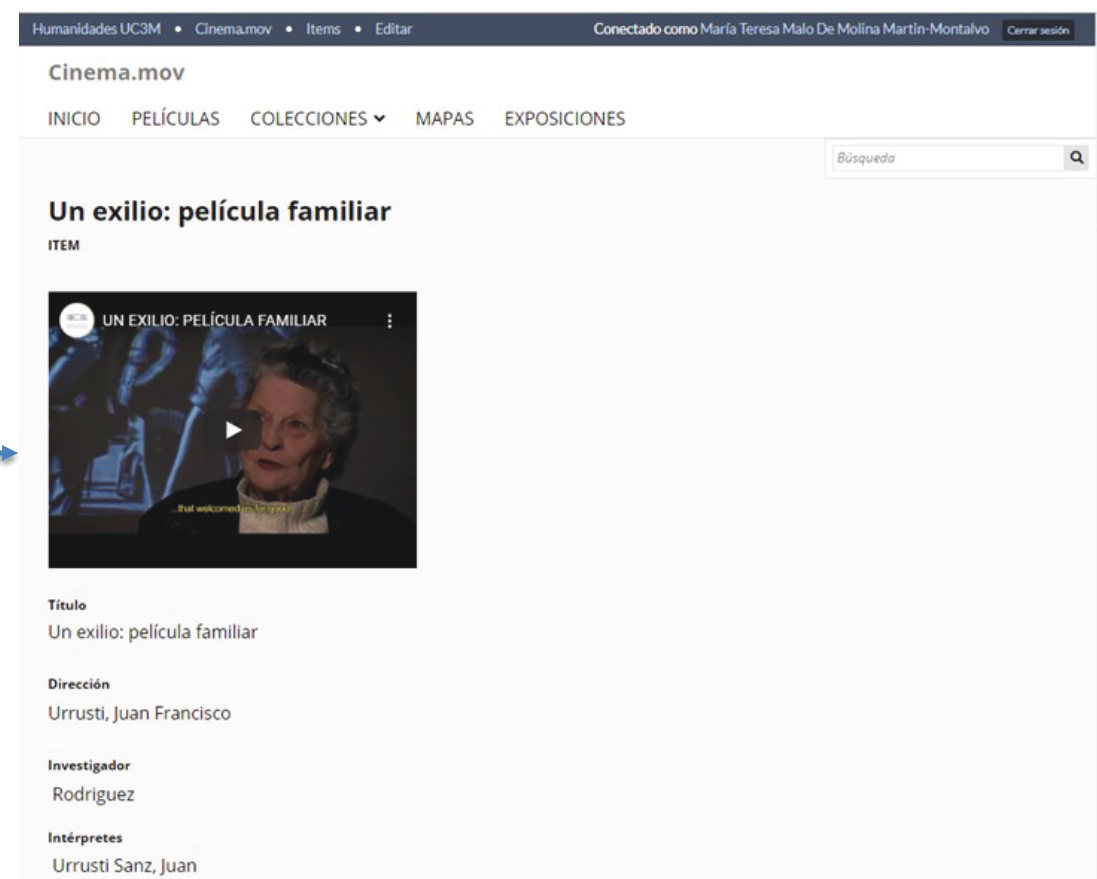 Humanidades UC3M • Cinema.mov • Items • Editar Conectado como María Teresa Malo De Molina Martín-Montalvo Cerrar sesión
Cinema.mov
INICIO PELÍCULAS COLECCIONES MAPAS EXPOSICIONES
Búsqueda
Un exilio: película familiar
ITEM
UN EXILIO: PELÍCULA FAMILIAR
...that welcomed us for good.
Título
Un exilio: película familiar
Dirección
Urrusti, Juan Francisco
Investigador
Rodriguez
Intérpretes
Urrusti Sanz, Juan